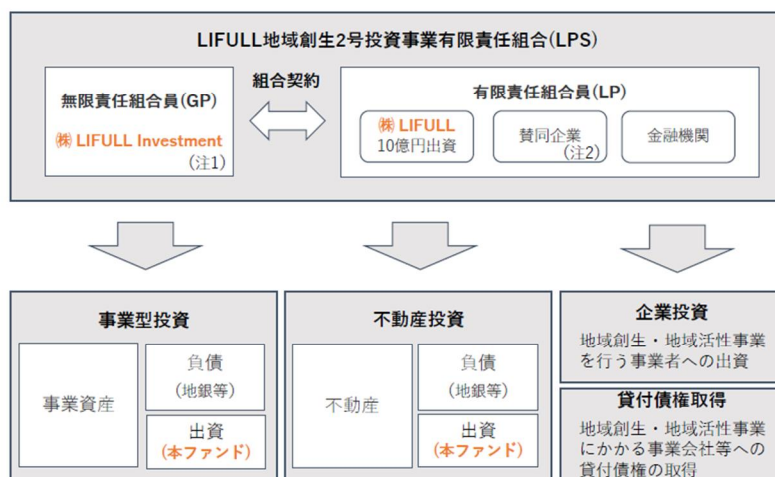 LIFULL地域創生2号投資事業有限責任組合(LPS)
無限責任組合員(GP)
㈱ LIFULL Investment
(注1)
組合契約
有限責任組合員(LP)
㈱ LIFULL
10億円出資
賛同企業
(注2)
金融機関
事業型投資
事業資産
負債
(地銀等)
出資
(本ファンド)
不動産投資
不動産
負債
(地銀等)
出資
(本ファンド)
企業投資
地域創生・地域活性事業
を行う事業者への出資
貸付債権取得
地域創生・地域活性事業
にかかる事業会社等への
貸付債権の取得